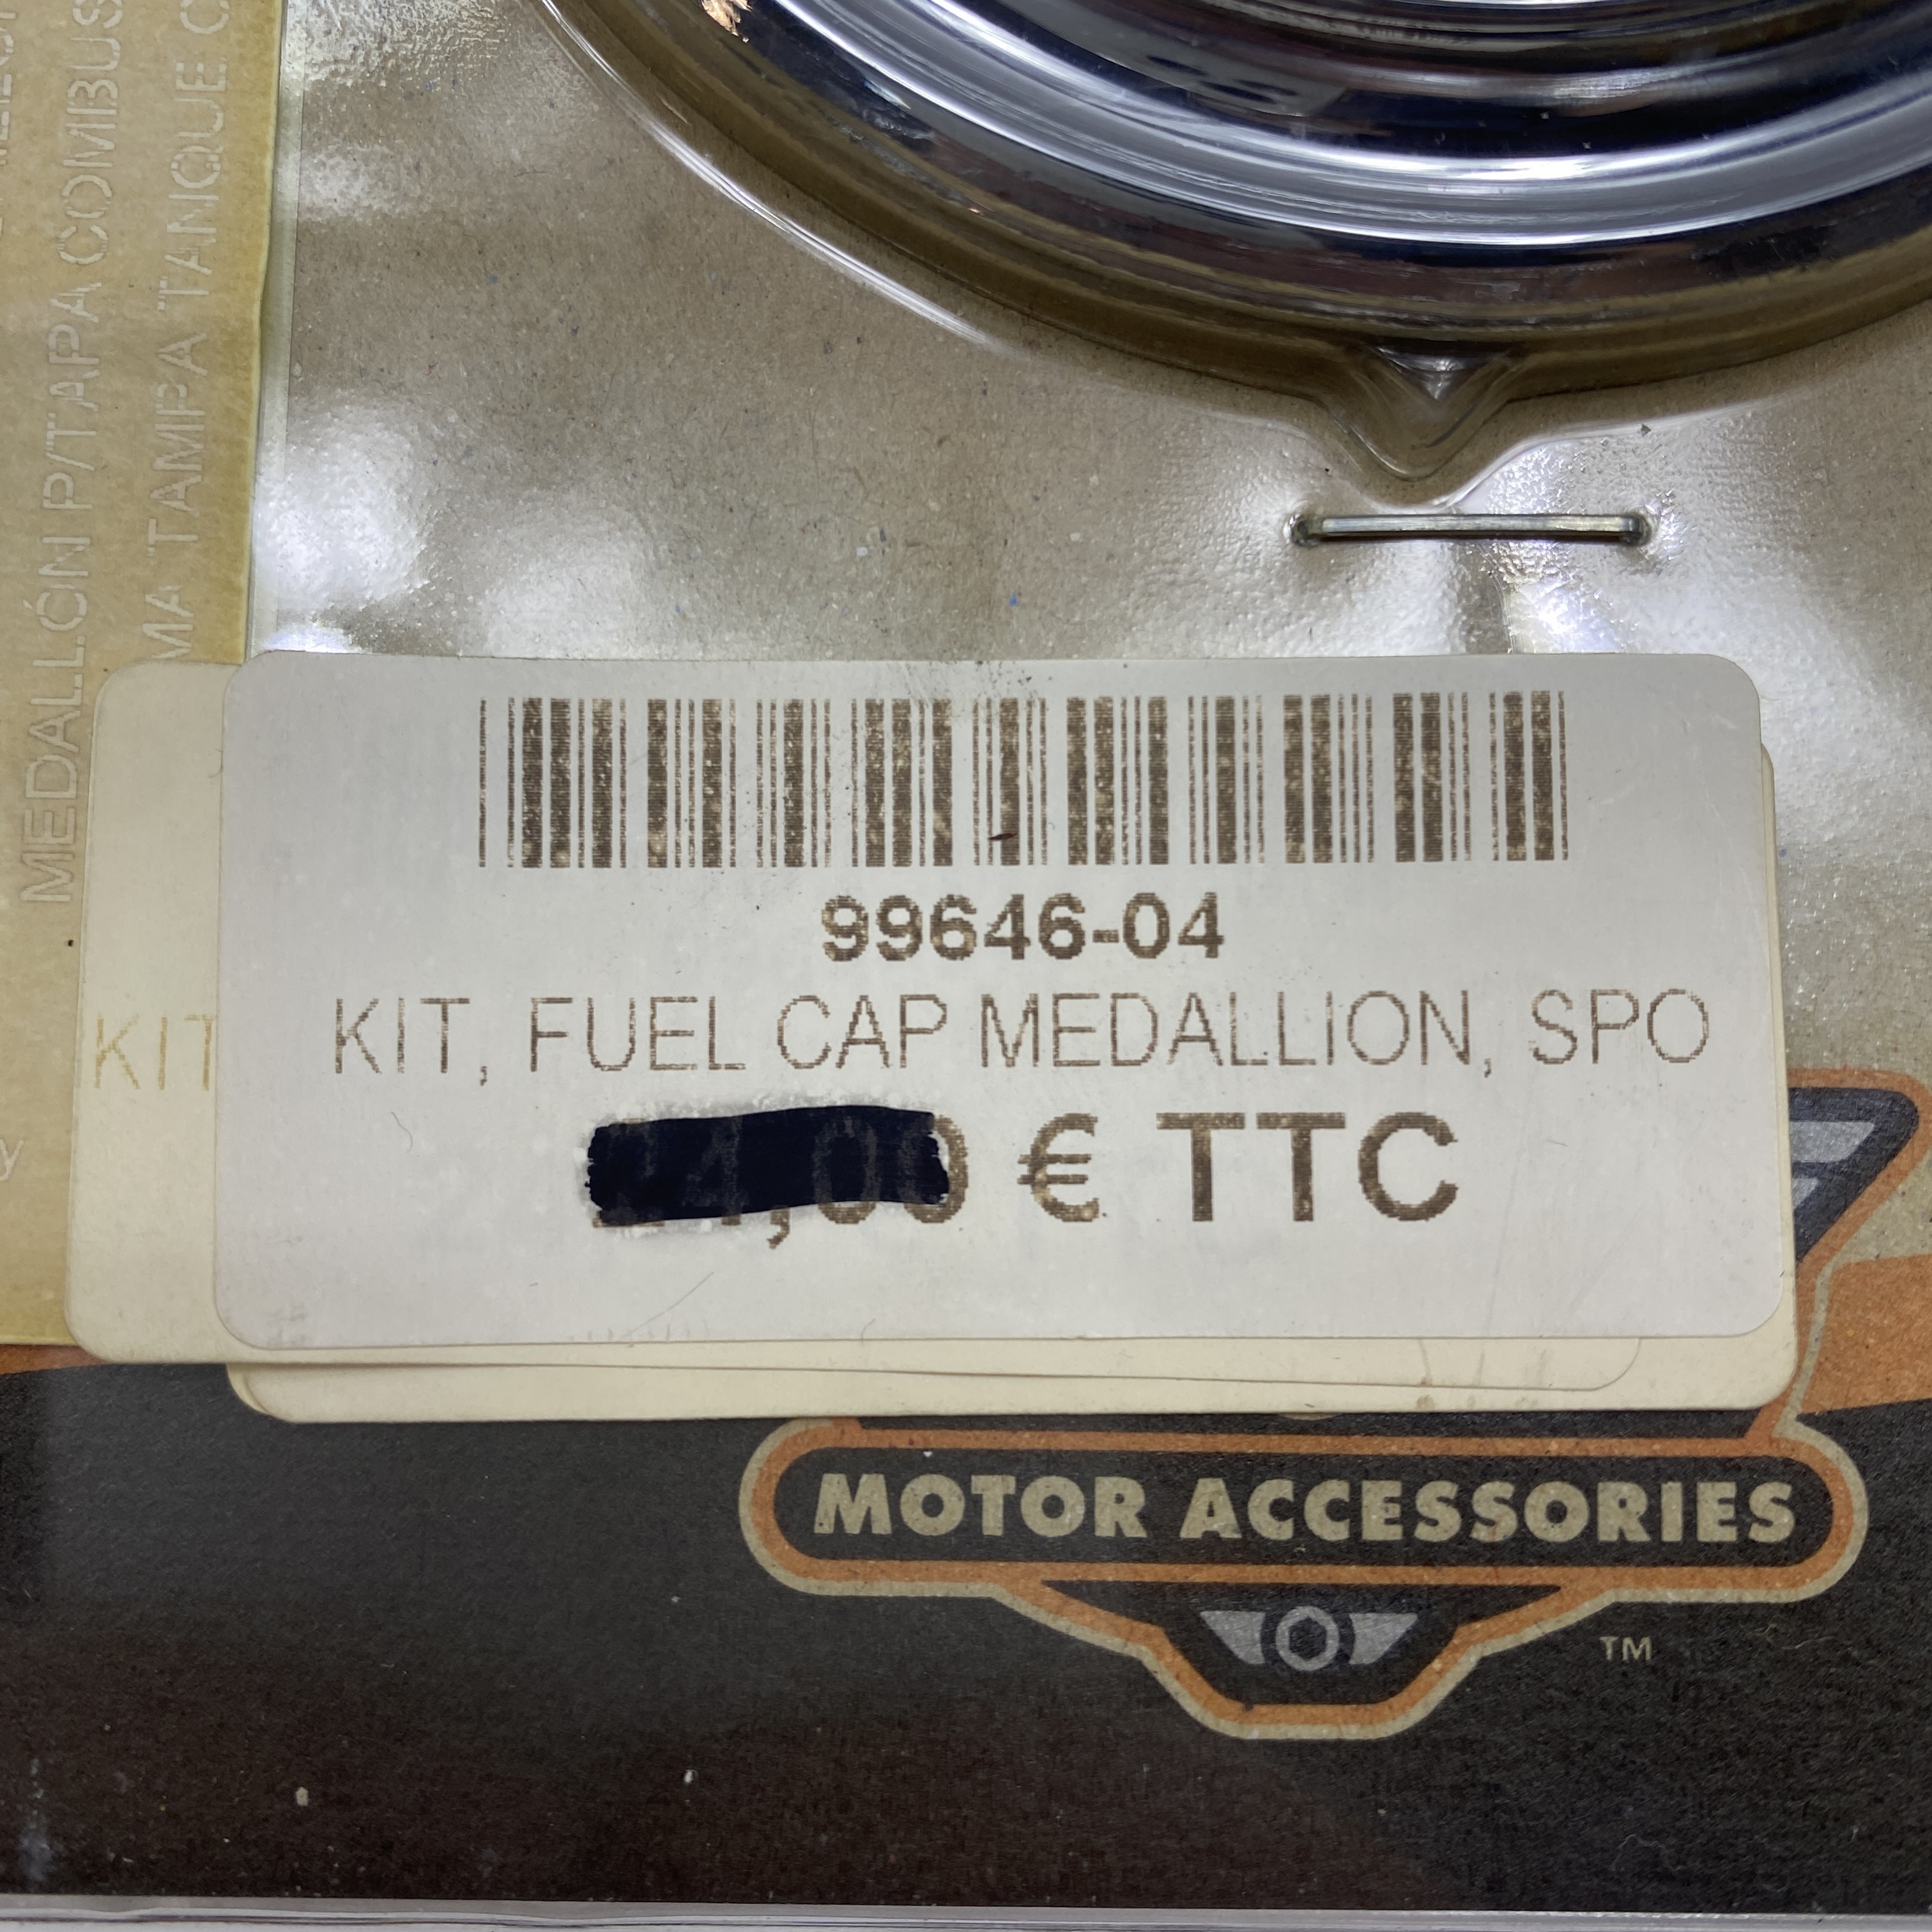 MEDALLÓN P/TAPA COMBUS
MA TAMPA TANQUE
KIT
99646-04
KIT, FUEL CAP MEDALLION, SPO
€ TTC
MOTOR ACCESSORIES
TM